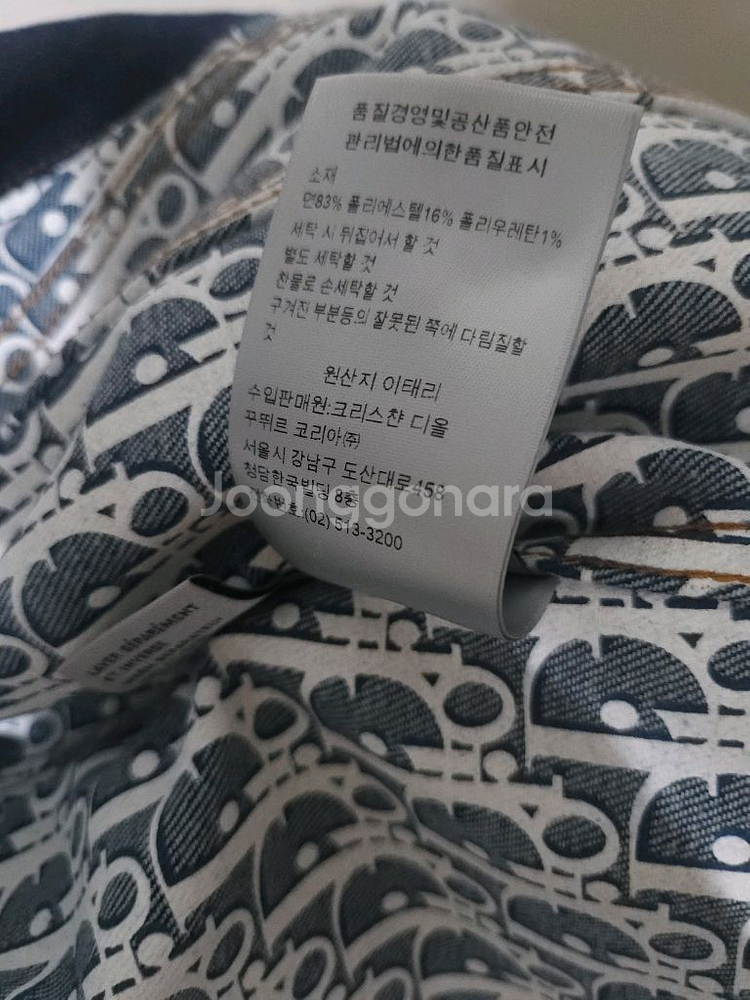 품질경영및공산품안전
관리법에의한품질표시
소재
면83% 폴리에스텔16% 폴리우레탄1%
세탁 시 뒤집어서 할 것
별도 세탁할 것
찬물로 손세탁할 것
구겨진 부분등의 잘못된 쪽에 다림질할
것
원산지 이태리
수입판매원:크리스챤 디올
꾸뛰르 코리아㈜
서울시 강남구 도산대로458
청담한국빌딩 8층
(02) 513-3200
Joonggonara
LAVER SÉPARÉMENT
ET INVERSÉ